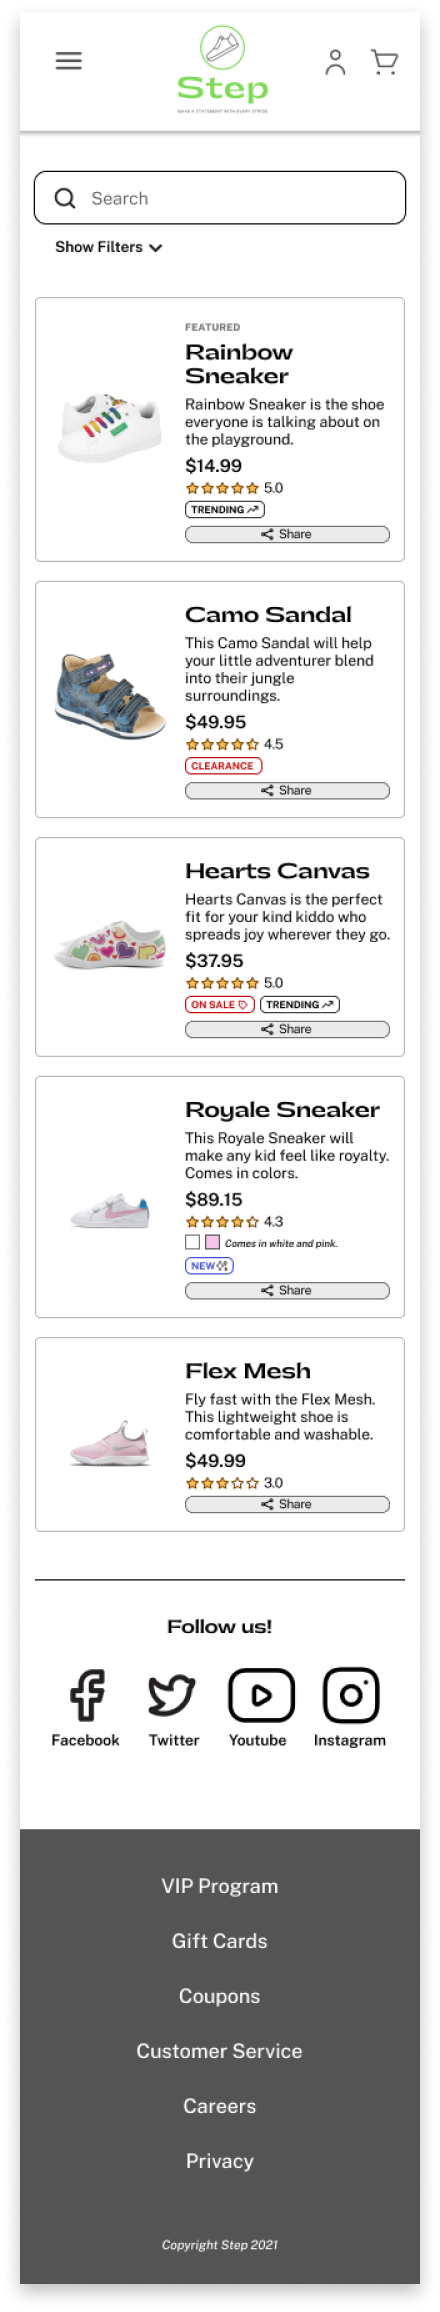 Step
MAKE A STATEMENT WITH EVERY STRIDE
Search
Show Filters
FEATURED
Rainbow
Sneaker
Rainbow Sneaker is the shoe
everyone is talking about on
the playground.
$14.99
5.0
TRENDING
Share
Camo Sandal
This Camo Sandal will help
your little adventurer blend
into their jungle
surroundings.
$49.95
4.5
CLEARANCE
Share
Hearts Canvas
Hearts Canvas is the perfect
fit for your kind kiddo who
spreads joy wherever they go.
$37.95
5.0
ON SALE TRENDING
Share
Royale Sneaker
This Royale Sneaker will
make any kid feel like royalty.
Comes in colors.
$89.15
4.3
Comes in white and pink.
NEW
Share
Flex Mesh
Fly fast with the Flex Mesh.
This lightweight shoe is
comfortable and washable.
$49.99
3.0
Share
Follow us!
Facebook Twitter Youtube Instagram
VIP Program
Gift Cards
Coupons
Customer Service
Careers
Privacy
Copyright Step 2021